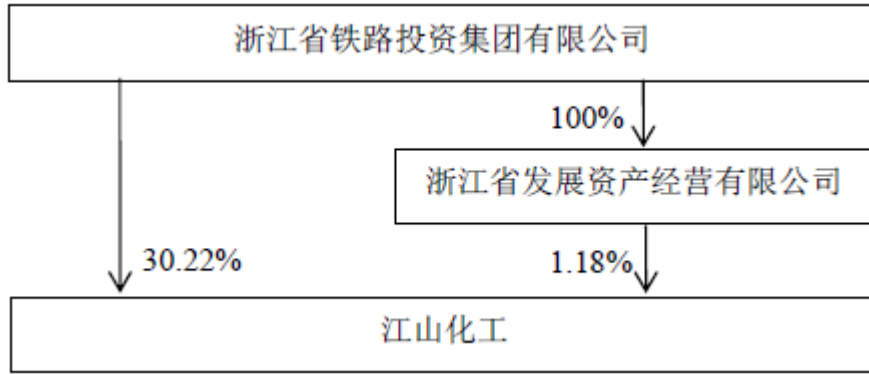 浙江省铁路投资集团有限公司
100%
浙江省发展资产经营有限公司
30.22%
1.18%
江山化工